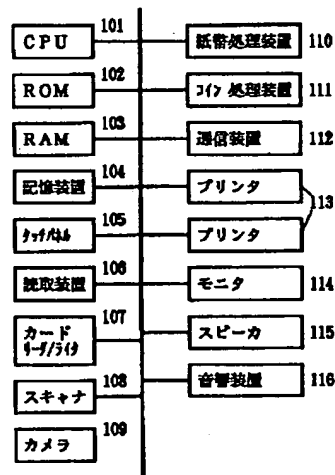 101
CPU
102
ROM
103
RAM
104
記憶装置
105
タッチパネル
106
読取装置
107
カード
リーダ/ライタ
108
スキャナ
109
カメラ
紙幣処理装置 110
コイン 処理装置 111
通信装置 112
プリンタ
113
プリンタ
モニタ 114
スピーカ 115
音響装置 116